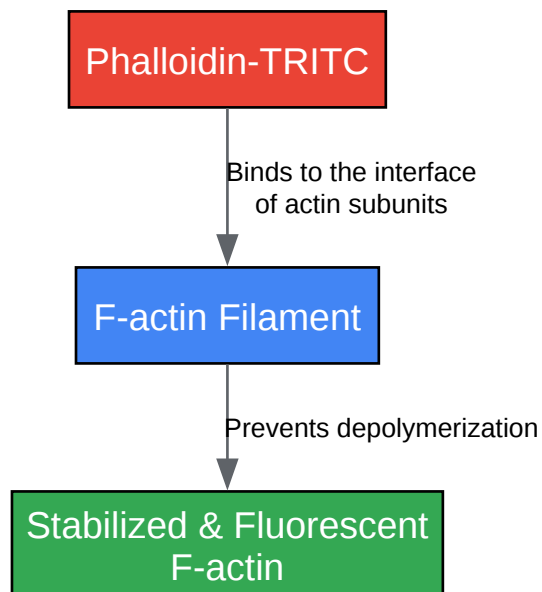 Phalloidin-TRITC
Binds to the interface
of actin subunits
F-actin Filament
Prevents depolymerization
Stabilized & Fluorescent
F-actin